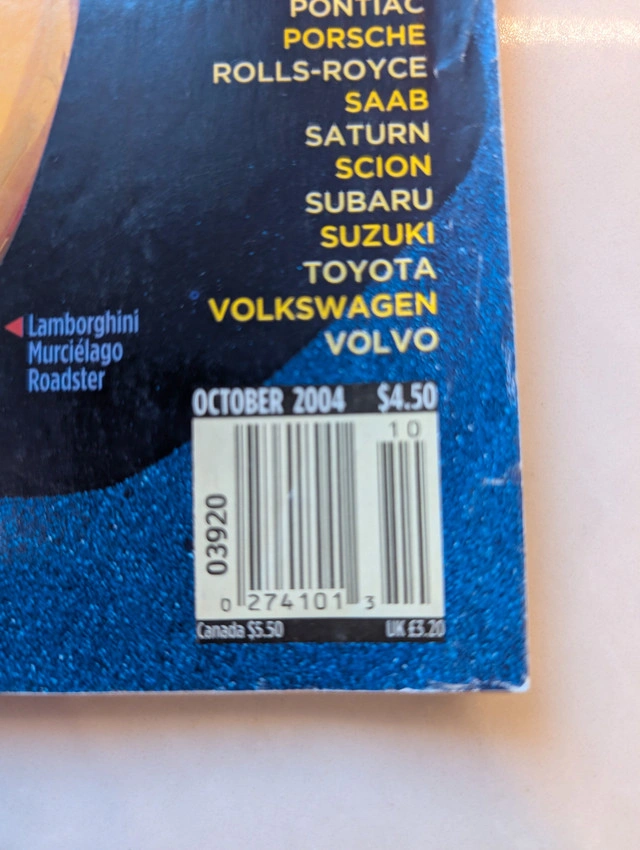 PONTIAC
PORSCHE
ROLLS-ROYCE
SAAB
SATURN
SCION
SUBARU
SUZUKI
TOYOTA
VOLKSWAGEN
VOLVO
Lamborghini
Murciélago
Roadster
OCTOBER 2004 $4.50
10
03920
0 274101 3
Canada $5.50 UK £3.20